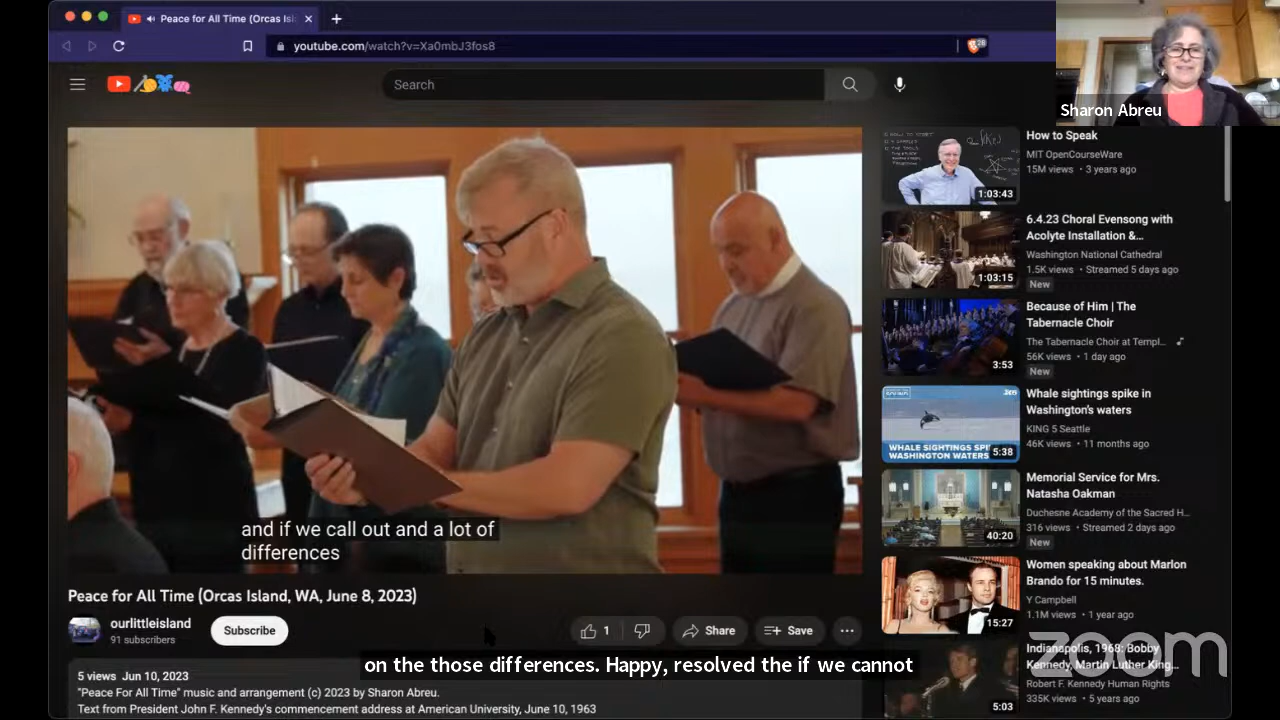 Peace for All Time (Orcas Isl
youtube.com/watch?v=Xa0mbJ3fos8
28
Search
Sharon Abreu
and if we call out and a lot of
differences
Peace for All Time (Orcas Island, WA, June 8, 2023)
ourlittleisland
91 subscribers
Subscribe
1
Share
Save
5 views Jun 10, 2023
"Peace For All Time" music and arrangement (c) 2023 by Sharon Abreu.
Text from President John F. Kennedy's commencement address at American University, June 10, 1963
on the those differences. Happy, resolved the if we cannot
How to Speak
MIT OpenCourseWare
15M views • 3 years ago
1:03:43
6.4.23 Choral Evensong with
Acolyte Installation &...
Washington National Cathedral
1.5K views • Streamed 5 days ago
New
1:03:15
Because of Him | The
Tabernacle Choir
The Tabernacle Choir at Templ...
56K views • 1 day ago
New
3:53
Whale sightings spike in
Washington's waters
KING 5 Seattle
46K views • 11 months ago
WHALE SIGHTINGS SPI
WASHINGTON WATERS
5:38
Memorial Service for Mrs.
Natasha Oakman
Duchesne Academy of the Sacred H...
316 views • Streamed 2 days ago
New
40:20
Women speaking about Marlon
Brando for 15 minutes.
Y Campbell
1.1M views • 1 year ago
15:27
Indianapolis, 1968: Bobby
Kennedy, Martin Luther King...
Robert F. Kennedy Human Rights
335K views • 5 years ago
5:03
zoom